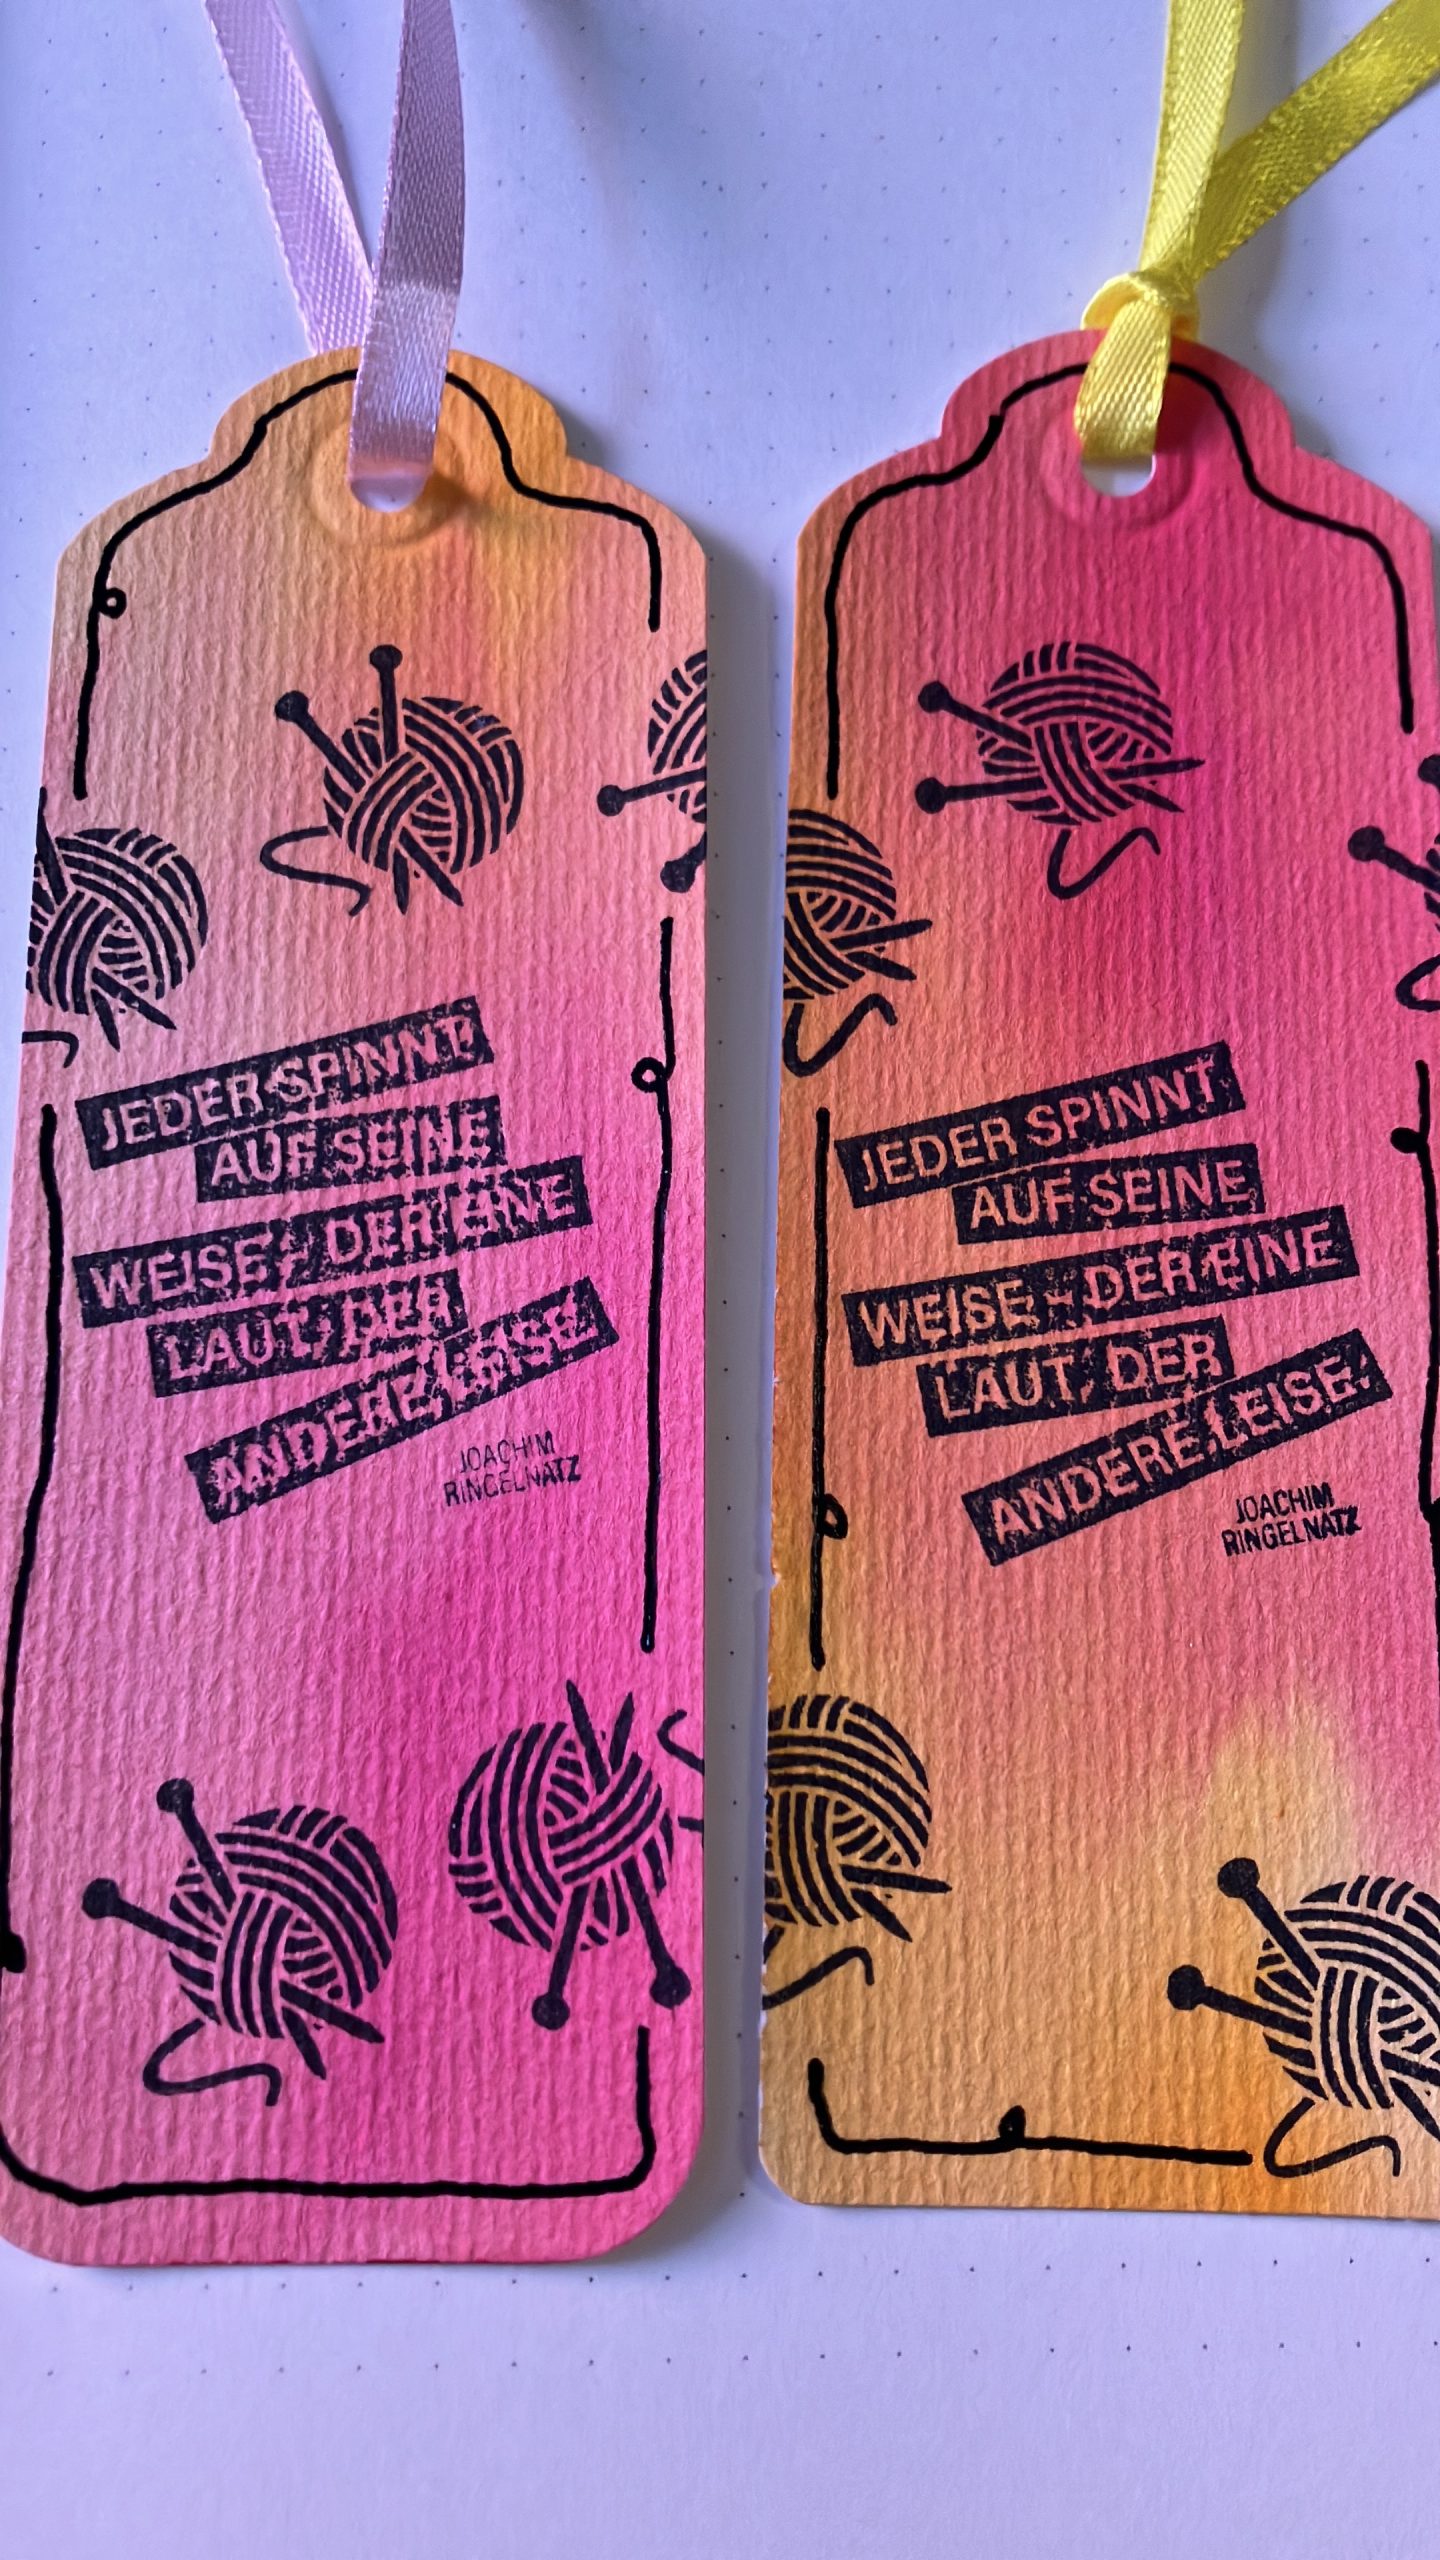 JEDER SPINNT
AUF SEINE
WEISE - DER EINE
LAUT, DER
ANDERE LEISE.
JOACHIM
RINGELNATZ
JEDER SPINNT
AUF SEINE
WEISE - DER EINE
LAUT, DER
ANDERE LEISE.
JOACHIM
RINGELNATZ